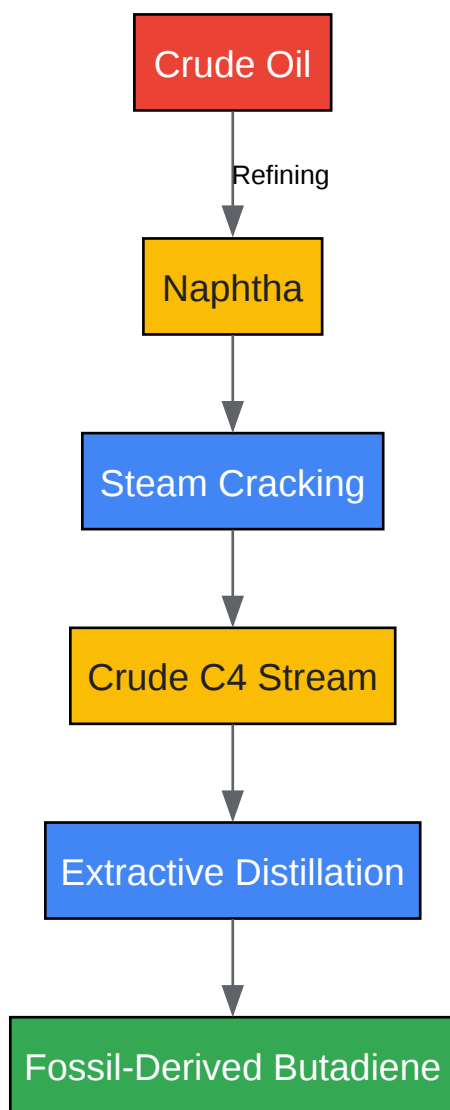 Crude Oil
Refining
Naphtha
Steam Cracking
Crude C4 Stream
Extractive Distillation
Fossil-Derived Butadiene